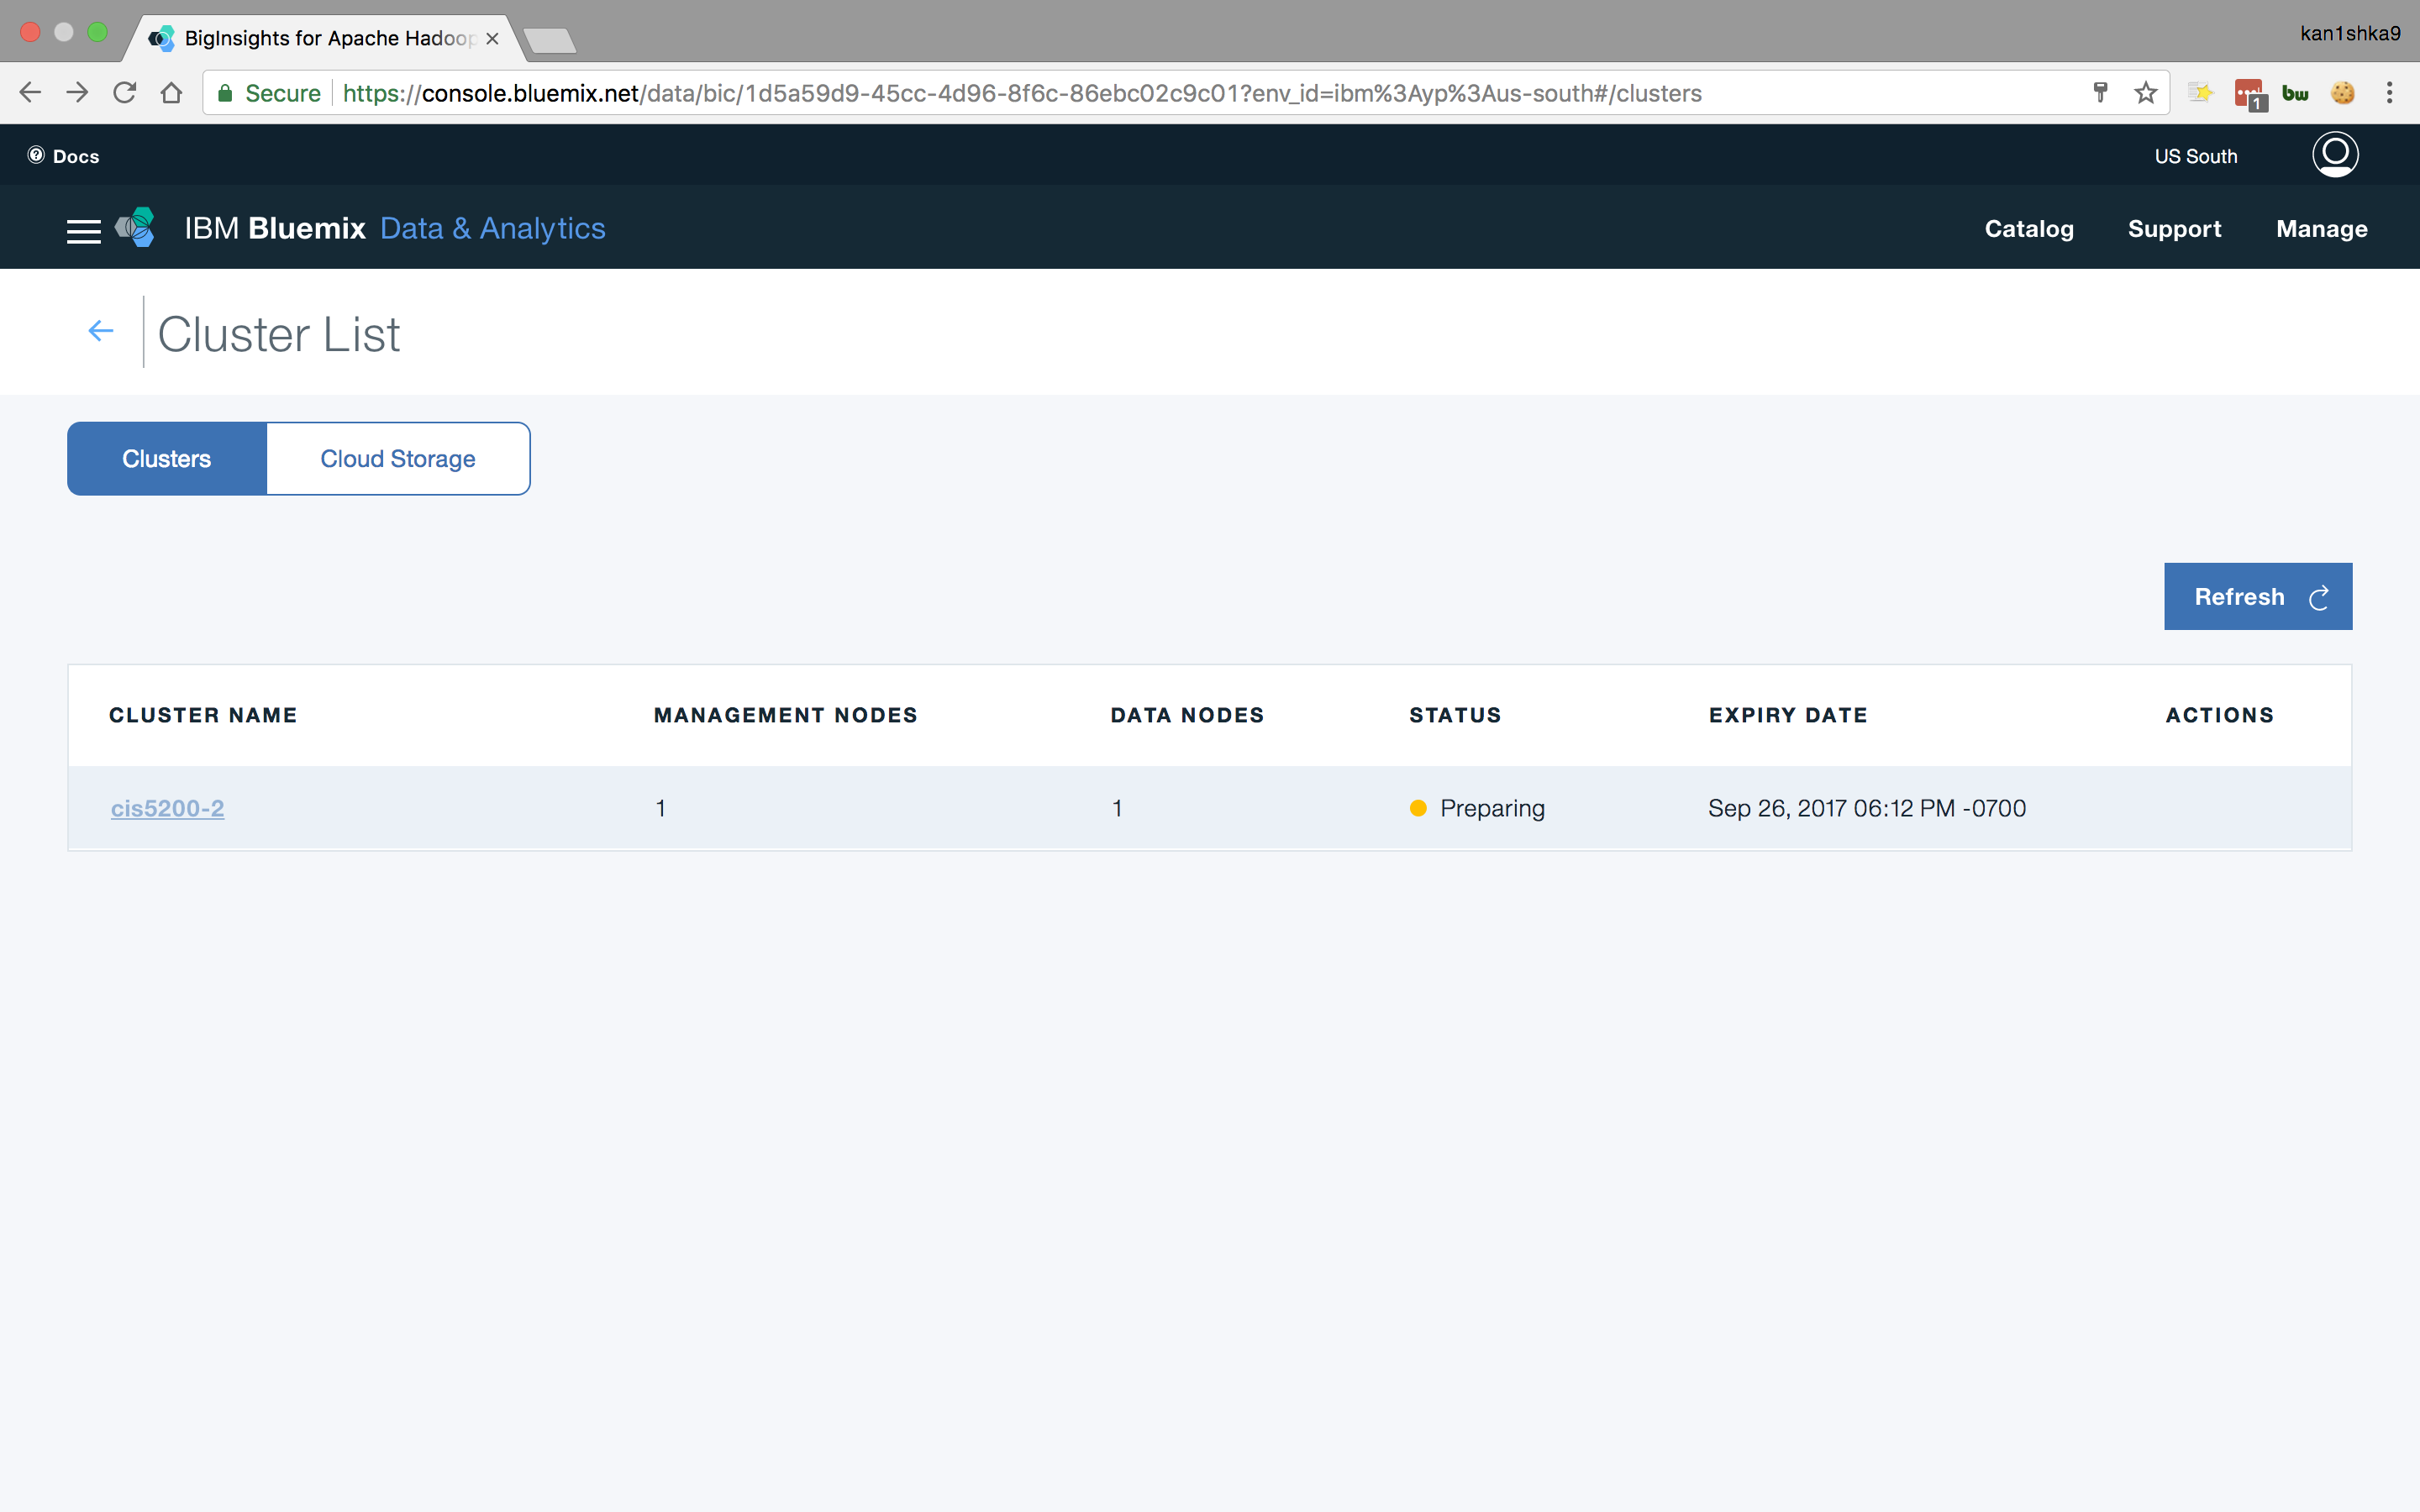 BigInsights for Apache Hadoop
kan1shka9
Secure https://console.bluemix.net/data/bic/1d5a59d9-45cc-4d96-8f6c-86ebc02c9c01?env_id=ibm%3Ayp%3Aus-south#/clusters
1 bw
Docs US South
IBM Bluemix Data & Analytics Catalog Support Manage
Cluster List
Clusters Cloud Storage
Refresh
CLUSTER NAME MANAGEMENT NODES DATA NODES STATUS EXPIRY DATE ACTIONS
cis5200-2 1 1 Preparing Sep 26, 2017 06:12 PM -0700